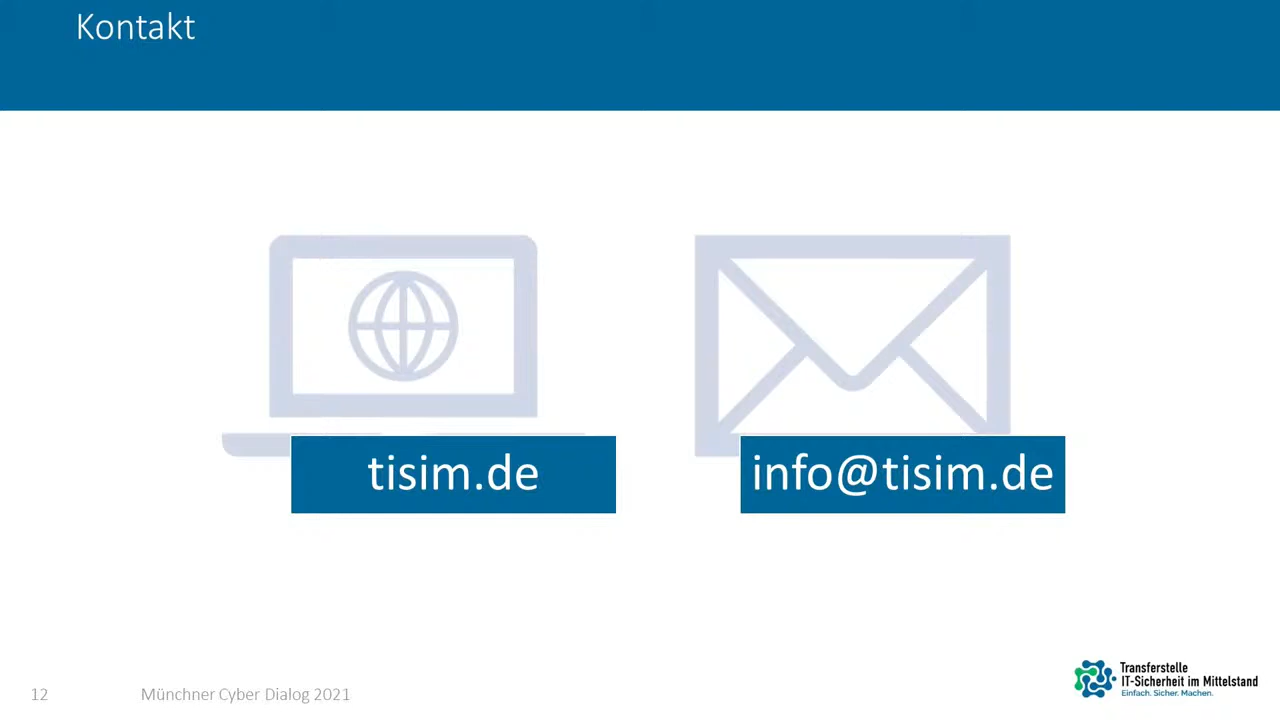 Kontakt
tisim.de
info@tisim.de
12
Münchner Cyber Dialog 2021
Transferstelle
IT-Sicherheit im Mittelstand
Einfach. Sicher. Machen.